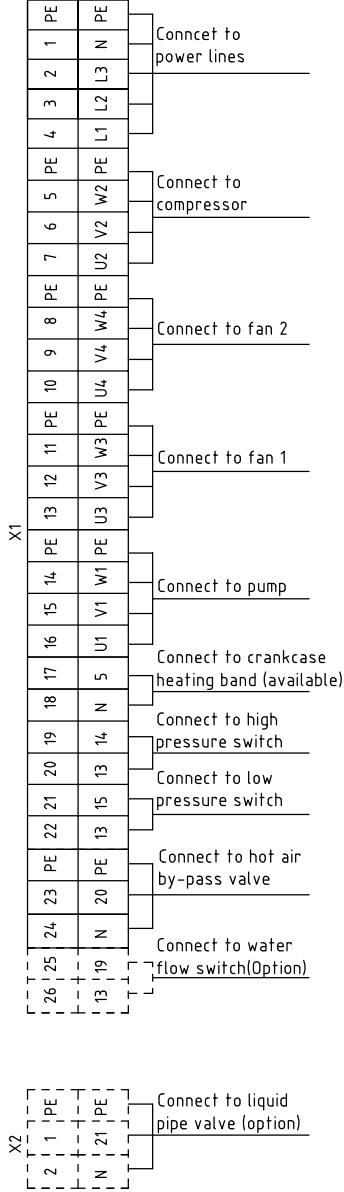 X1
PE PE
1 N
2 L3
3 L2
4 L1
Conncet to
power lines
PE PE
5 W2
6 V2
7 U2
Connect to
compressor
PE PE
8 W4
9 V4
10 U4
Connect to fan 2
PE PE
11 W3
12 V3
13 U3
Connect to fan 1
PE PE
14 W1
15 V1
16 U1
Connect to pump
17 5
18 N
Connect to crankcase
heating band (available)
19 14
20 13
Connect to high
pressure switch
21 15
22 13
Connect to low
pressure switch
PE PE
23 20
24 N
Connect to hot air
by-pass valve
25 19
26 13
Connect to water
flow switch(Option)
X2
PE PE
1 21
2 N
Connect to liquid
pipe valve (option)